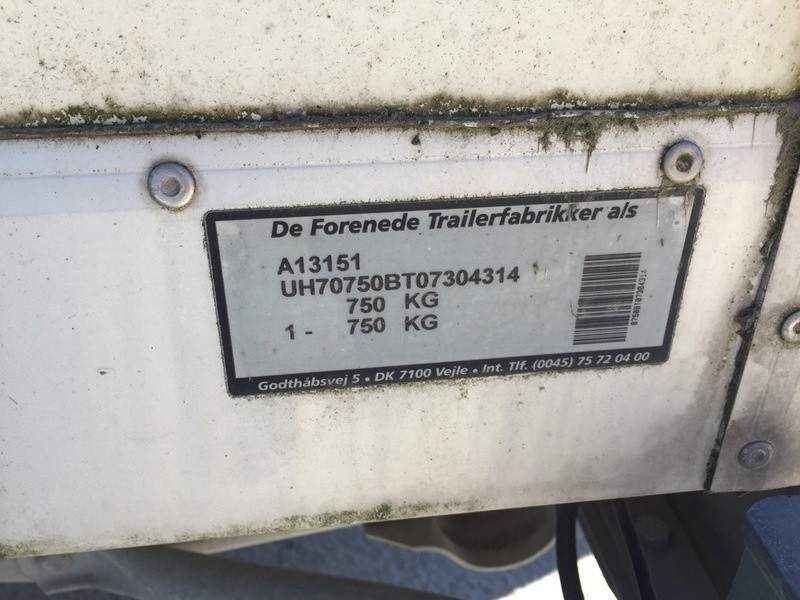 De Forenede Trailerfabrikker a/s
A13151
UH70750BT07304314
750 KG
1 - 750 KG
0750BT07304314
Godthåbsvej 5 • DK 7100 Vejle • Int. Tlf. (0045) 75 72 04 00